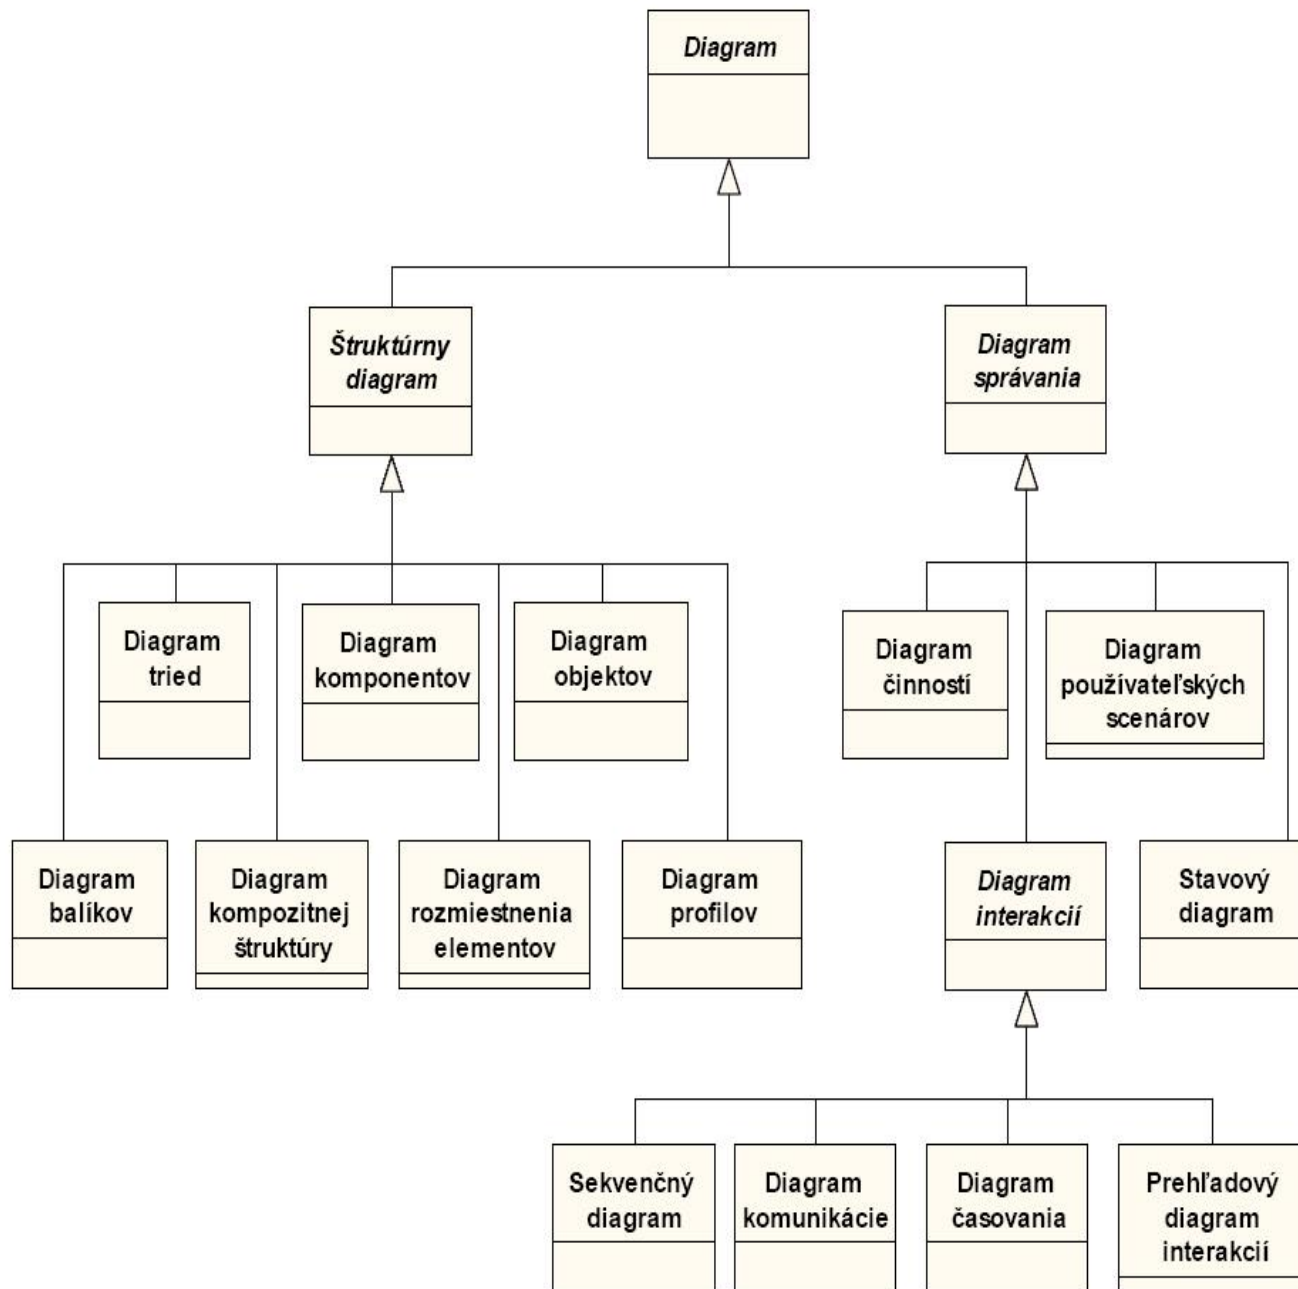 Diagram
Štruktúrny
diagram
Diagram
správania
Diagram
tried
Diagram
komponentov
Diagram
objektov
Diagram
činností
Diagram
používateľských
scenárov
Diagram
balíkov
Diagram
kompozitnej
štruktúry
Diagram
rozmiestnenia
elementov
Diagram
profilov
Diagram
interakcií
Stavový
diagram
Sekvenčný
diagram
Diagram
komunikácie
Diagram
časovania
Prehľadový
diagram
interakcií